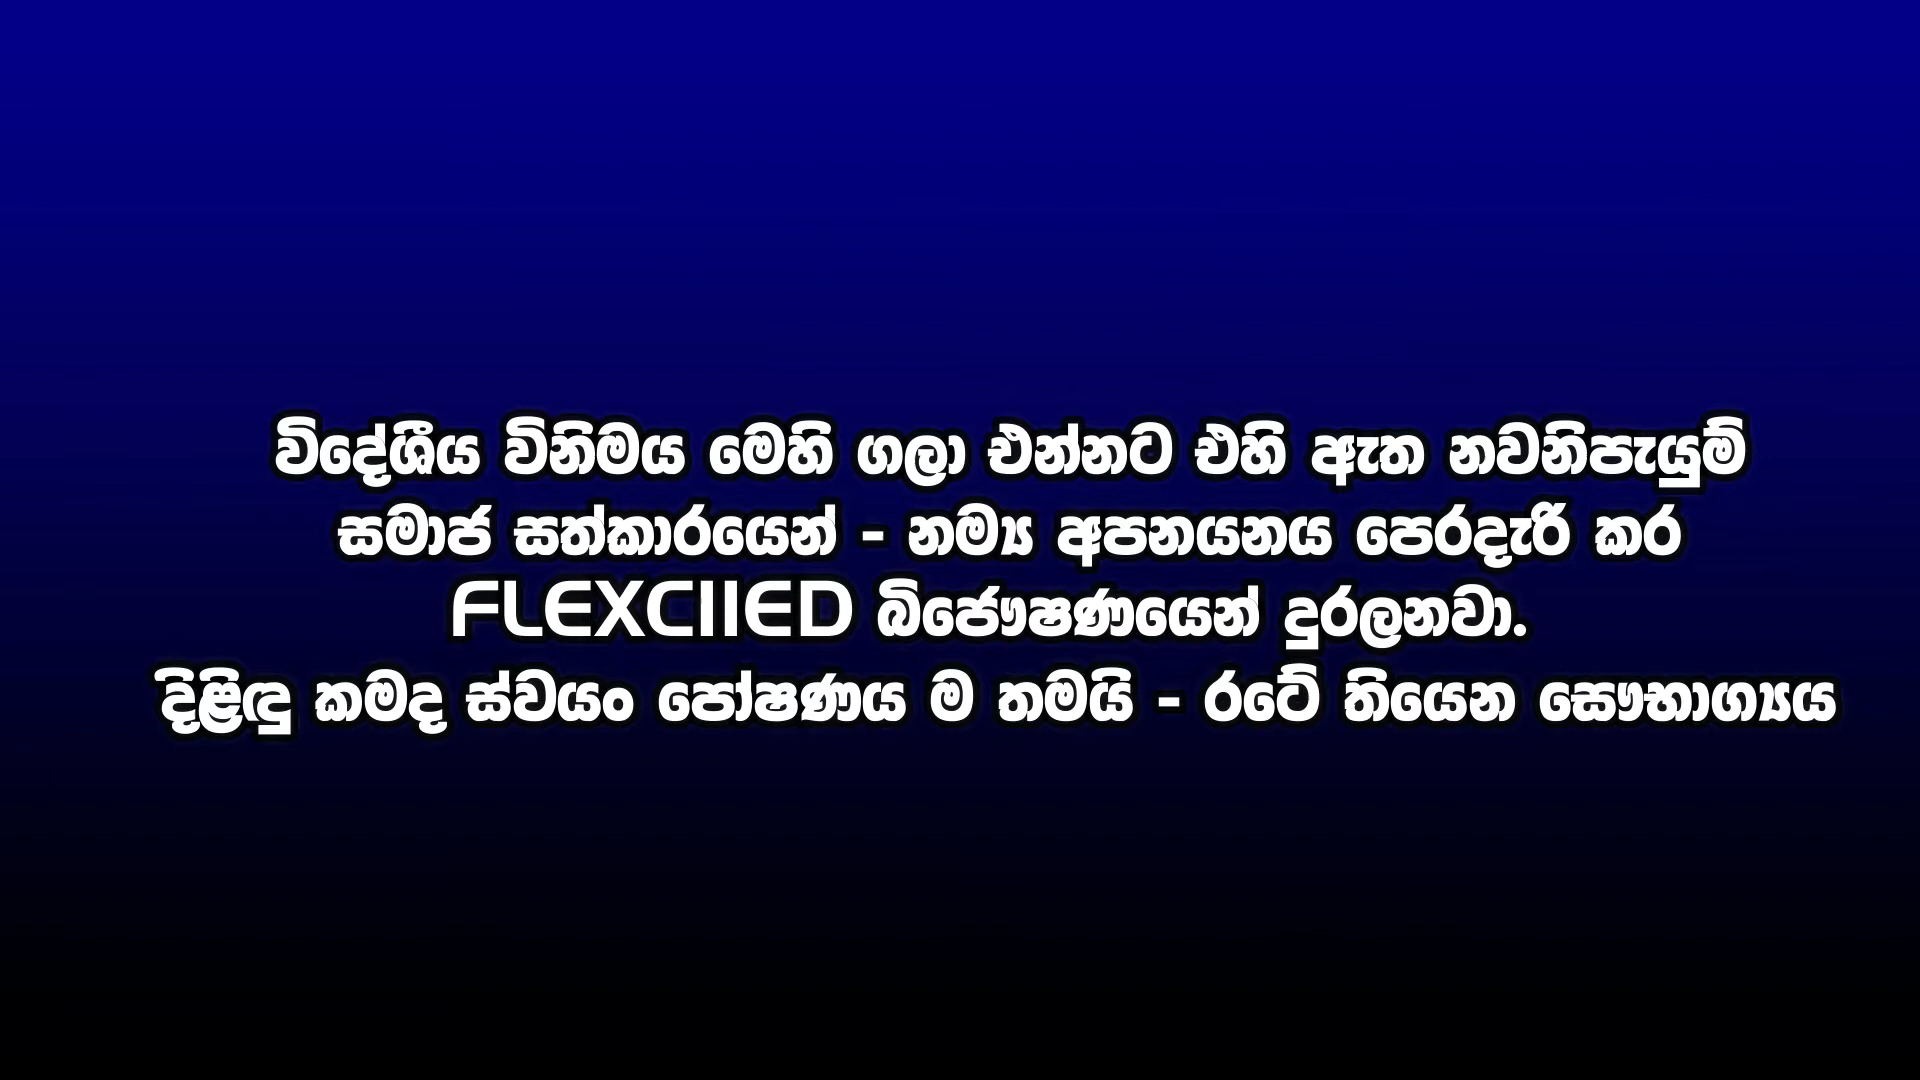 විදේශීය විනිමය මෙහි ගලා එන්නට එහි ඇත නවනිපැයුම්
සමාජ සත්කාරයෙන් - නම්‍ය අපනයනය පෙරදැරි කර
FLEXCIIED ඛ්ජෞෂණයෙන් දුරලනවා.
දිළිඳු කමද ස්වයං පෝෂණය ම තමයි - රටේ තියෙන සෞභාග්‍යය